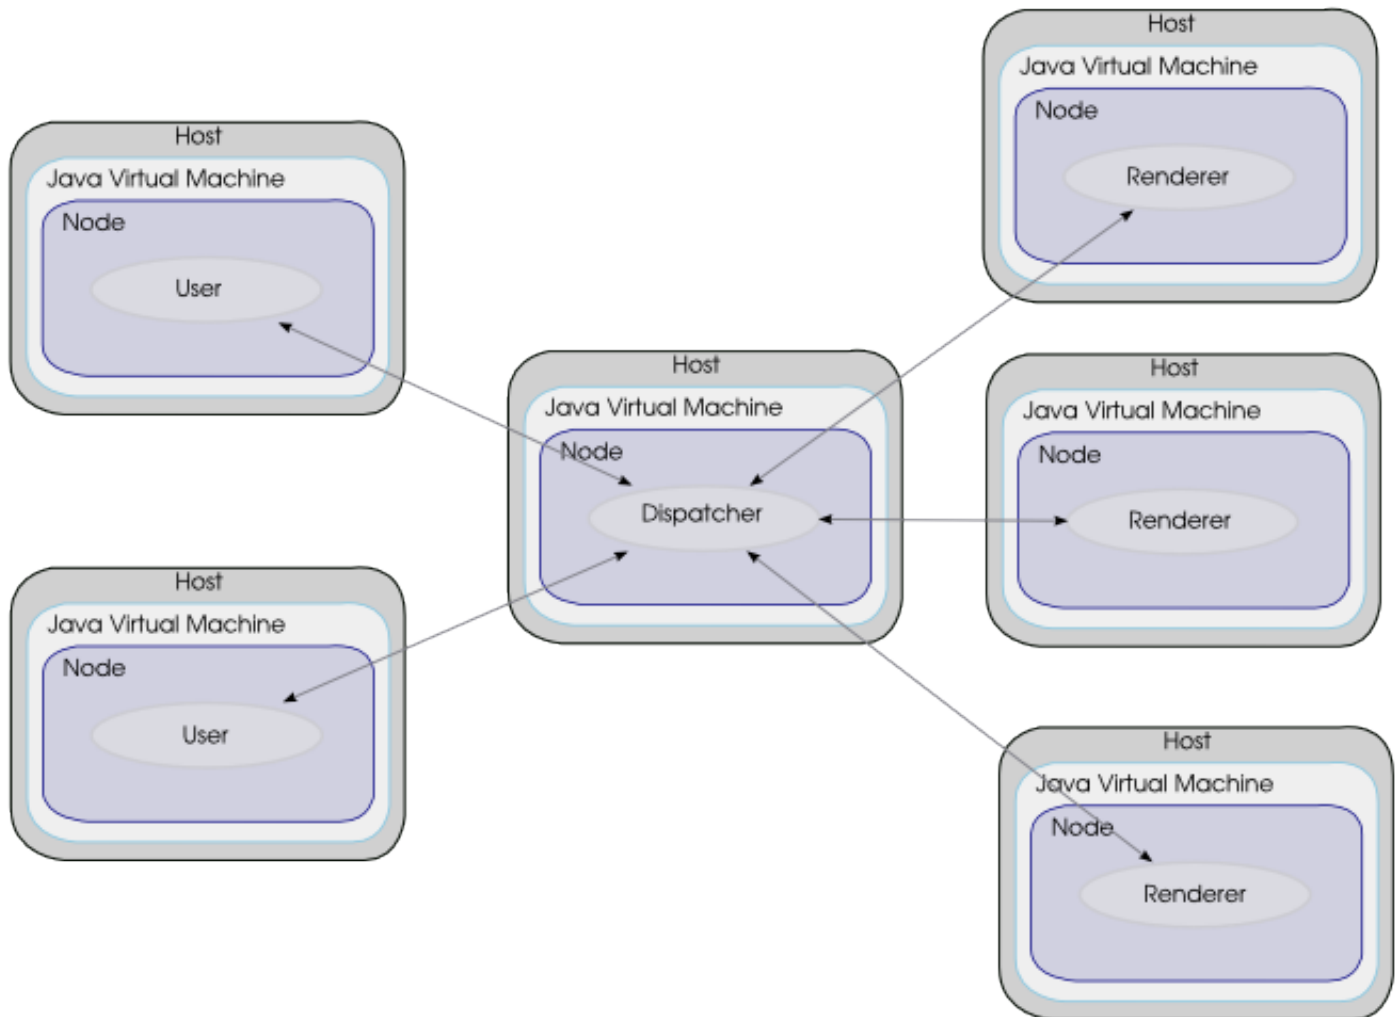 Host
Java Virtual Machine
Node
User
Host
Java Virtual Machine
Node
User
Host
Java Virtual Machine
Node
Dispatcher
Host
Java Virtual Machine
Node
Renderer
Host
Java Virtual Machine
Node
Renderer
Host
Java Virtual Machine
Node
Renderer